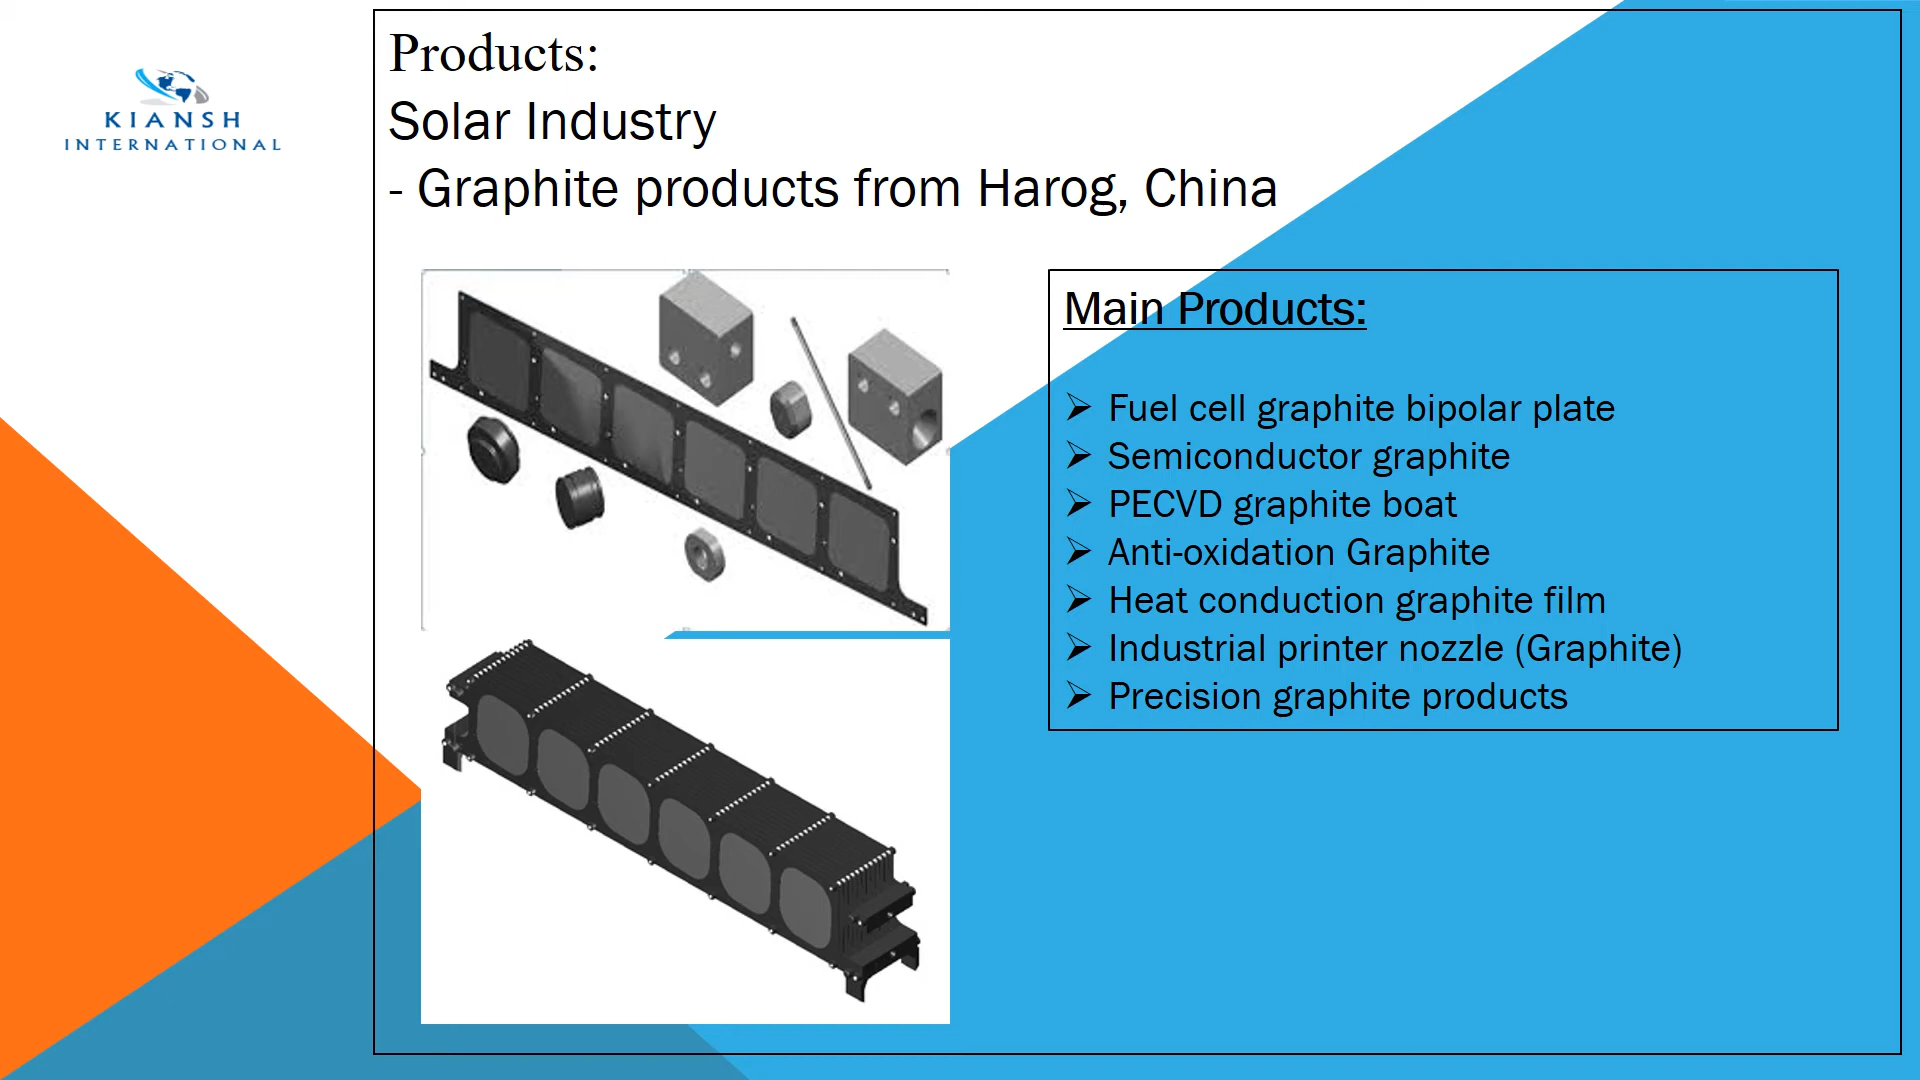 KIANSH
INTERNATIONAL
Products:
Solar Industry
- Graphite products from Harog, China
Main Products:
➢ Fuel cell graphite bipolar plate
➢ Semiconductor graphite
➢ PECVD graphite boat
➢ Anti-oxidation Graphite
➢ Heat conduction graphite film
➢ Industrial printer nozzle (Graphite)
➢ Precision graphite products